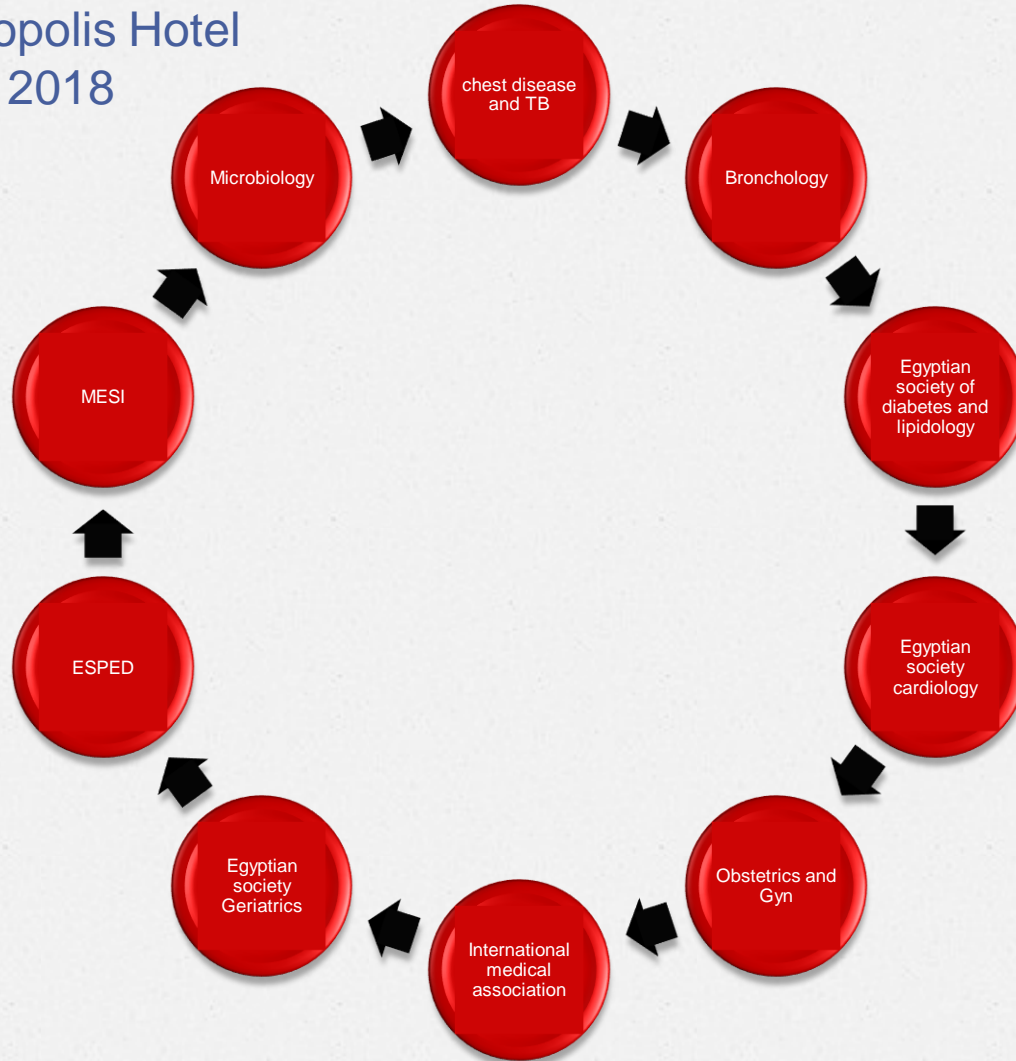 Hotel
2018
chest disease
and TB
Bronchology
Egyptian
society of
diabetes and
lipidology
Egyptian
society
cardiology
Obstetrics and
Gyn
International
medical
association
Egyptian
society
Geriatrics
ESPED
MESI
Microbiology